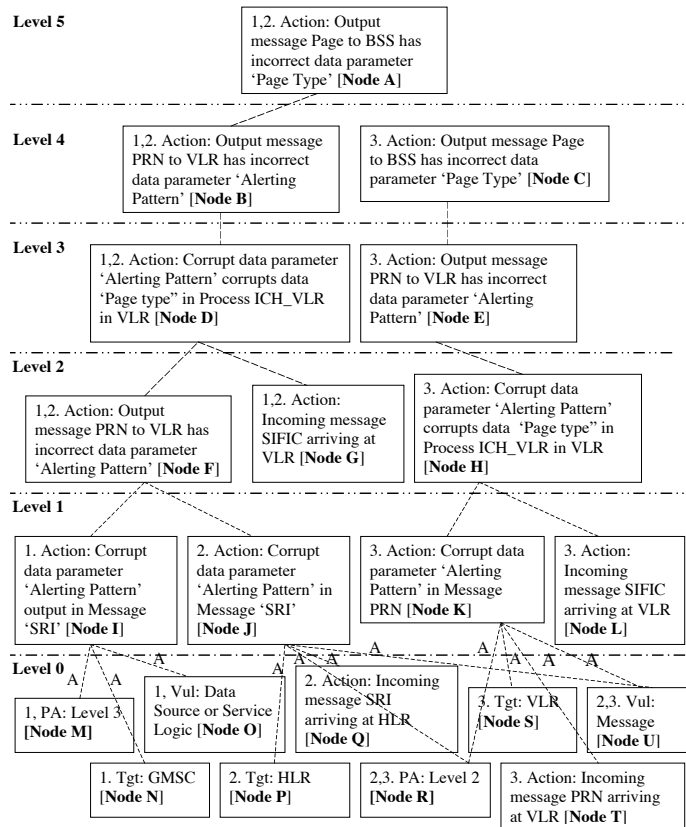 Level 5
1,2. Action: Output
message Page to BSS has
incorrect data parameter
‘Page Type’ [Node A]
Level 4
1,2. Action: Output message
PRN to VLR has incorrect
data parameter ‘Alerting
Pattern’ [Node B]
3. Action: Output message Page
to BSS has incorrect data
parameter ‘Page Type’ [Node C]
Level 3
1,2. Action: Corrupt data parameter
‘Alerting Pattern’ corrupts data
‘Page type” in Process ICH_VLR
in VLR [Node D]
3. Action: Output message
PRN to VLR has incorrect
data parameter ‘Alerting
Pattern’ [Node E]
Level 2
1,2. Action: Output
message PRN to VLR has
incorrect data parameter
‘Alerting Pattern’ [Node F]
1,2. Action:
Incoming message
SIFIC arriving at
VLR [Node G]
3. Action: Corrupt data
parameter ‘Alerting Pattern’
corrupts data ‘Page type” in
Process ICH_VLR in VLR
[Node H]
Level 1
1. Action: Corrupt
data parameter
‘Alerting Pattern’
output in Message
‘SRI’ [Node I]
2. Action: Corrupt
data parameter
‘Alerting Pattern’ in
Message ‘SRI’
[Node J]
3. Action: Corrupt data
parameter ‘Alerting
Pattern’ in Message
PRN [Node K]
3. Action:
Incoming
message SIFIC
arriving at VLR
[Node L]
Level 0
A
A
A
A
A
A
A
A
A
A
A
1, PA: Level 3
[Node M]
1, Vul: Data
Source or Service
Logic [Node O]
2. Action: Incoming
message SRI
arriving at HLR
[Node Q]
3. Tgt: VLR
[Node S]
2,3. Vul:
Message
[Node U]
1. Tgt: GMSC
[Node N]
2. Tgt: HLR
[Node P]
2,3. PA: Level 2
[Node R]
3. Action: Incoming
message PRN arriving
at VLR [Node T]